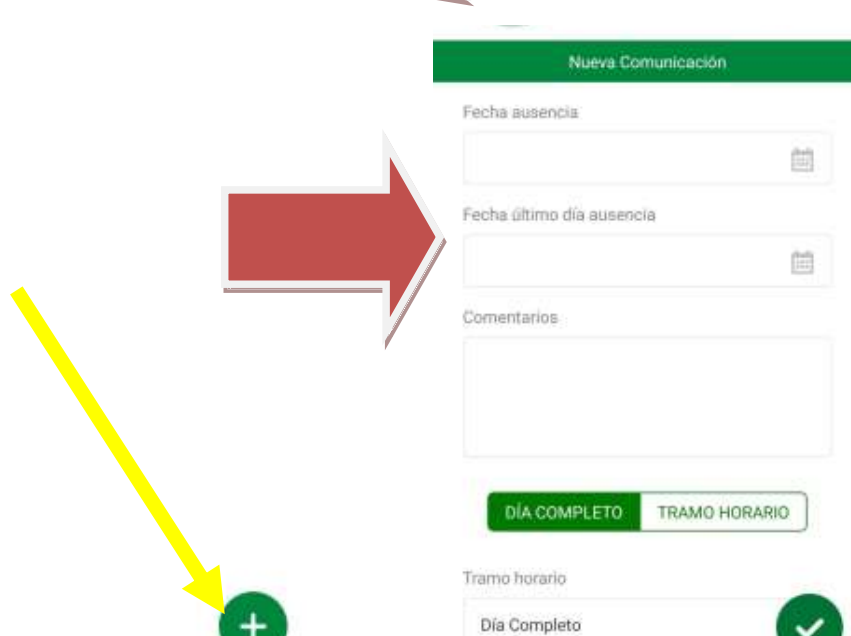 Nueva Comunicación
Fecha ausencia
Fecha último día ausencia
Comentarios
DÍA COMPLETO TRAMO HORARIO
Tramo horario
Día Completo